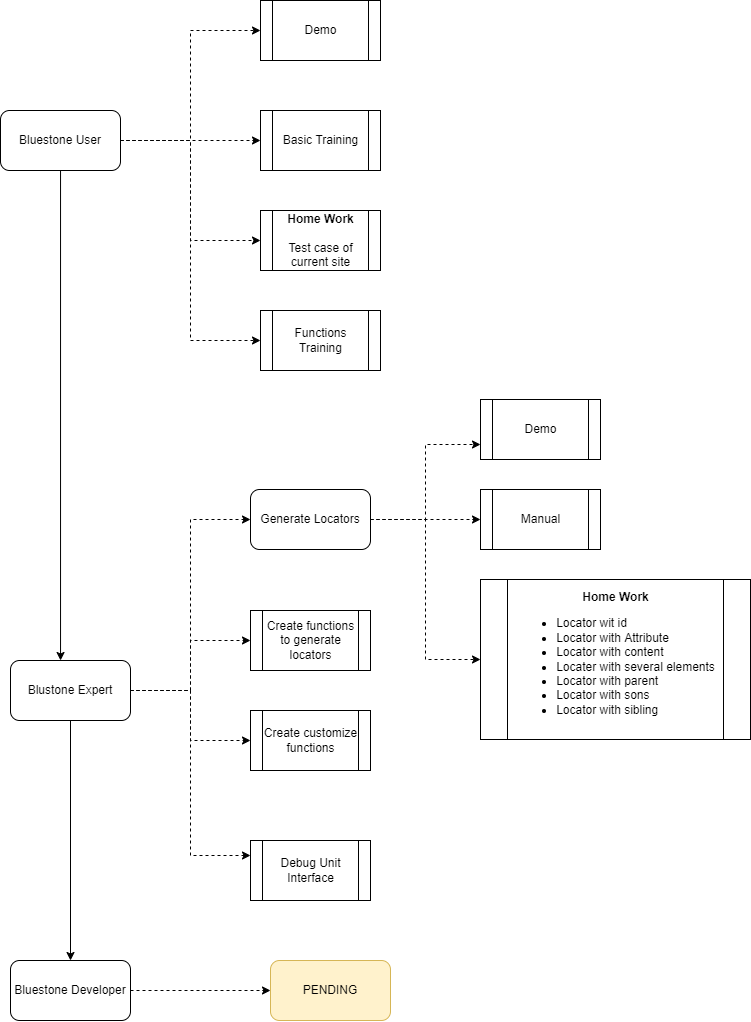 Demo
Bluestone User
Basic Training
Home Work
Test case of
current site
Functions
Training
Demo
Generate Locators
Manual
Home Work
Locator wit id
Locator with Attribute
Locator with content
Locater with several elements
Locator with parent
Locator with sons
Locator with sibling
Create functions
to generate
locators
Blustone Expert
Create customize
functions
Debug Unit
Interface
Bluestone Developer
PENDING